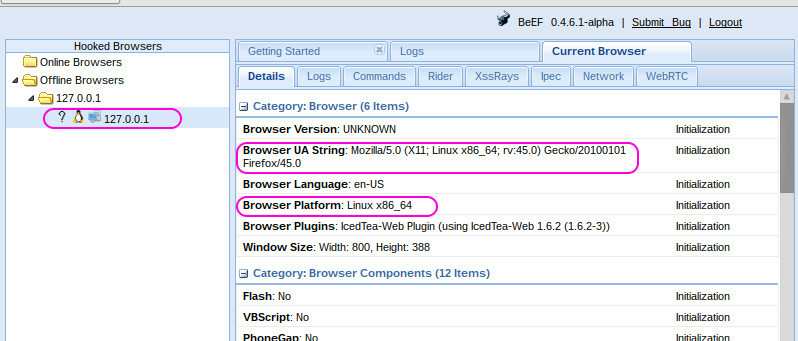 BeEF 0.4.6.1-alpha | Submit Bug | Logout
Hooked Browsers
Online Browsers
Offline Browsers
127.0.0.1
? 127.0.0.1
Getting Started Logs Current Browser
Details Logs Commands Rider XssRays Ipec Network WebRTC
Category: Browser (6 Items)
Browser Version: UNKNOWN Initialization
Browser UA String: Mozilla/5.0 (X11; Linux x86_64; rv:45.0) Gecko/20100101 Initialization
Firefox/45.0
Browser Language: en-US Initialization
Browser Platform: Linux x86_64 Initialization
Browser Plugins: IcedTea-Web Plugin (using IcedTea-Web 1.6.2 (1.6.2-3)) Initialization
Window Size: Width: 800, Height: 388 Initialization
Category: Browser Components (12 Items)
Flash: No Initialization
VBScript: No Initialization
PhoneGap: No Initialization